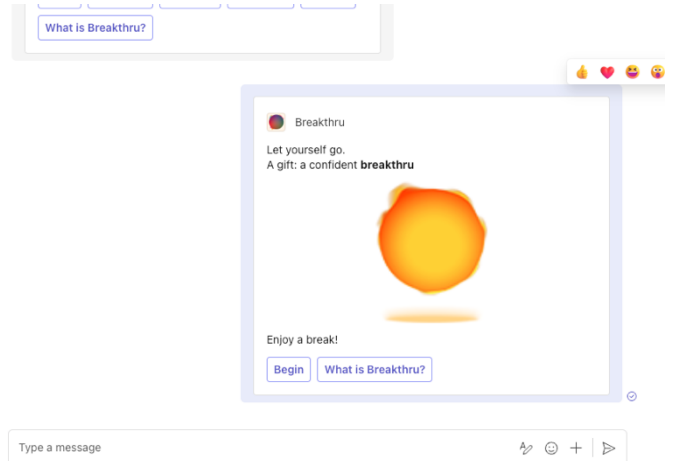 What is Breakthru?
Breakthru
Let yourself go.
A gift: a confident breakthru
Enjoy a break!
Begin
What is Breakthru?
Type a message